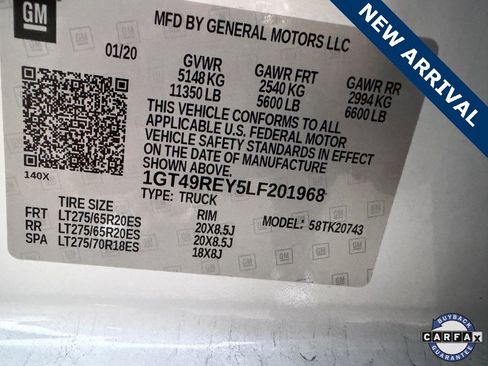 GM
MFD BY GENERAL MOTORS LLC
NEW ARRIVAL
01/20
GVWR
5148 KG
11350 LB
GAWR FRT
2540 KG
5600 LB
GAWR RR
2994 KG
6600 LB
THIS VEHICLE CONFORMS TO ALL
APPLICABLE U.S. FEDERAL MOTOR
VEHICLE SAFETY STANDARDS IN EFFECT
ON THE DATE OF MANUFACTURE
SHOWN ABOVE.
140X
1GT49REY5LF201968
TYPE: TRUCK
TIRE SIZE
RIM
MODEL: 58TK20743
FRT LT275/65R20ES 20X8.5J
RR LT275/65R20ES 20X8.5J
SPA LT275/70R18ES 18X8J
GM
BUYBACK
CARFAX
GUARANTEE